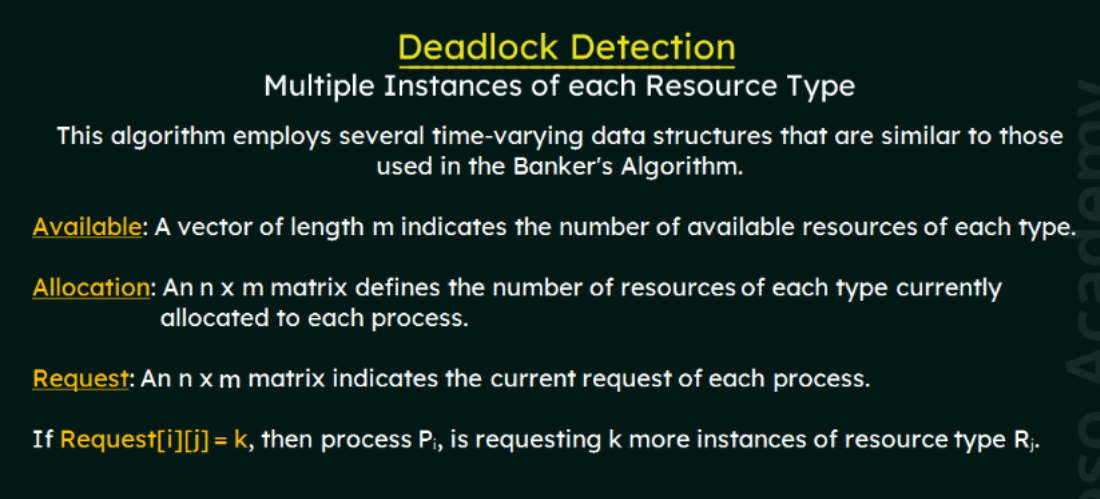 Deadlock Detection
Multiple Instances of each Resource Type
This algorithm employs several time-varying data structures that are similar to those
used in the Banker's Algorithm.
Available: A vector of length m indicates the number of available resources of each type.
Allocation: An n x m matrix defines the number of resources of each type currently
allocated to each process.
Request: An n x m matrix indicates the current request of each process.
If Request[i][j] = k, then process Pᵢ, is requesting k more instances of resource type Rⱼ.
so Academy